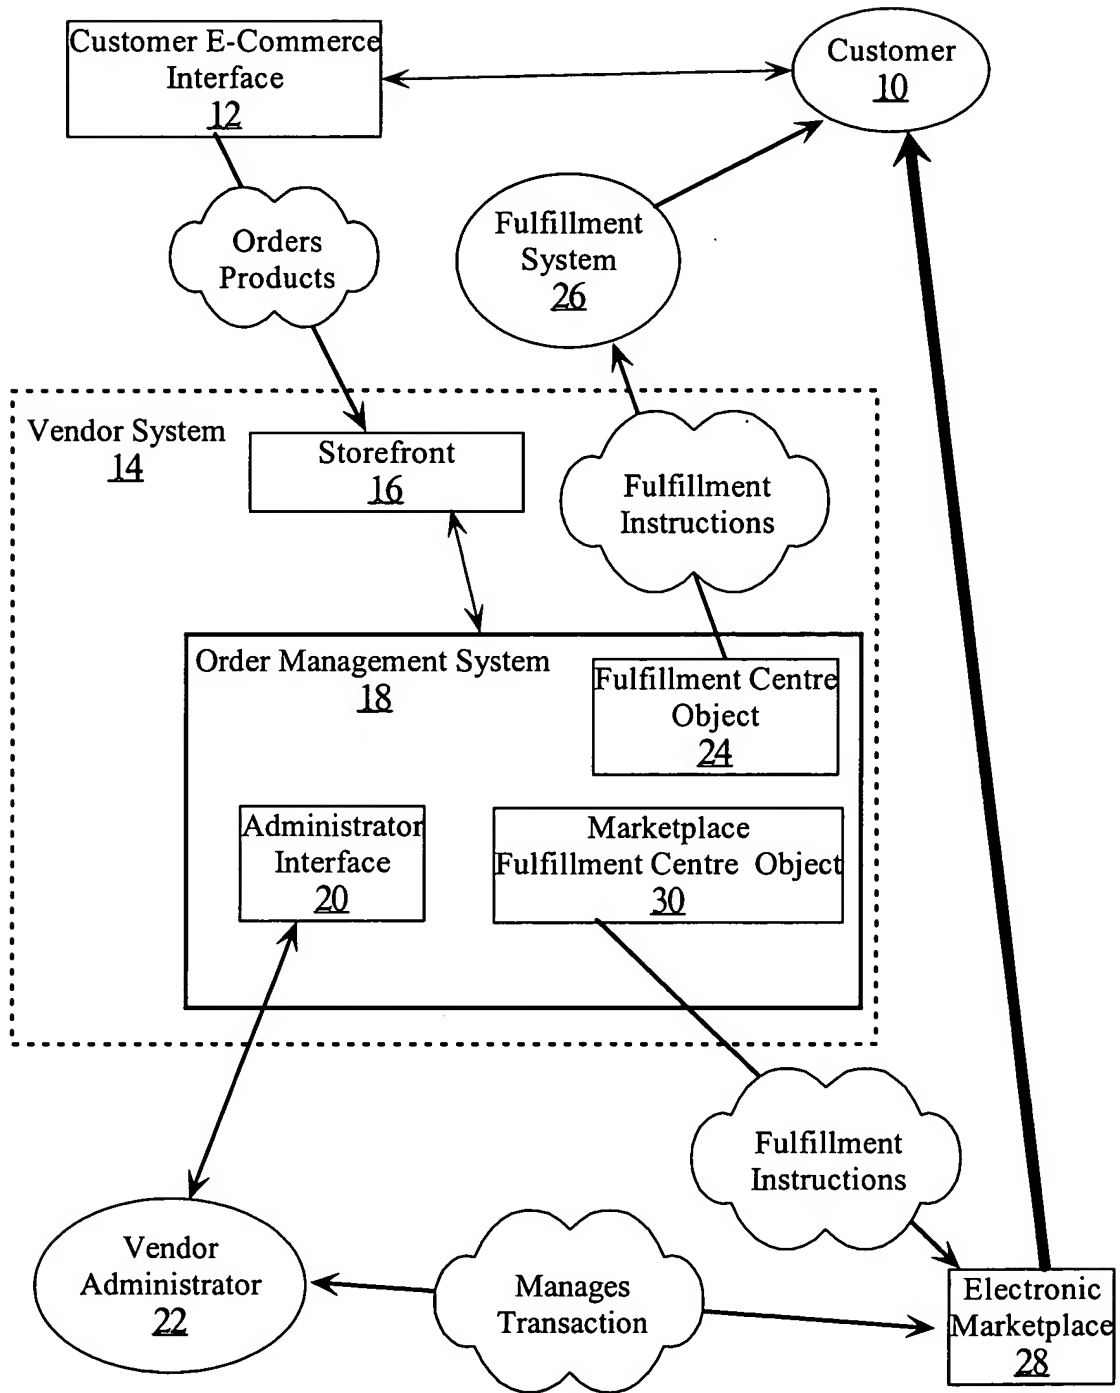 Customer E-Commerce
Interface
12
Customer
10
Orders
Products
Fulfillment
System
26
Vendor System
14
Storefront
16
Fulfillment
Instructions
Order Management System
18
Fulfillment Centre
Object
24
Administrator
Interface
20
Marketplace
Fulfillment Centre Object
30
Fulfillment
Instructions
Vendor
Administrator
22
Manages
Transaction
Electronic
Marketplace
28